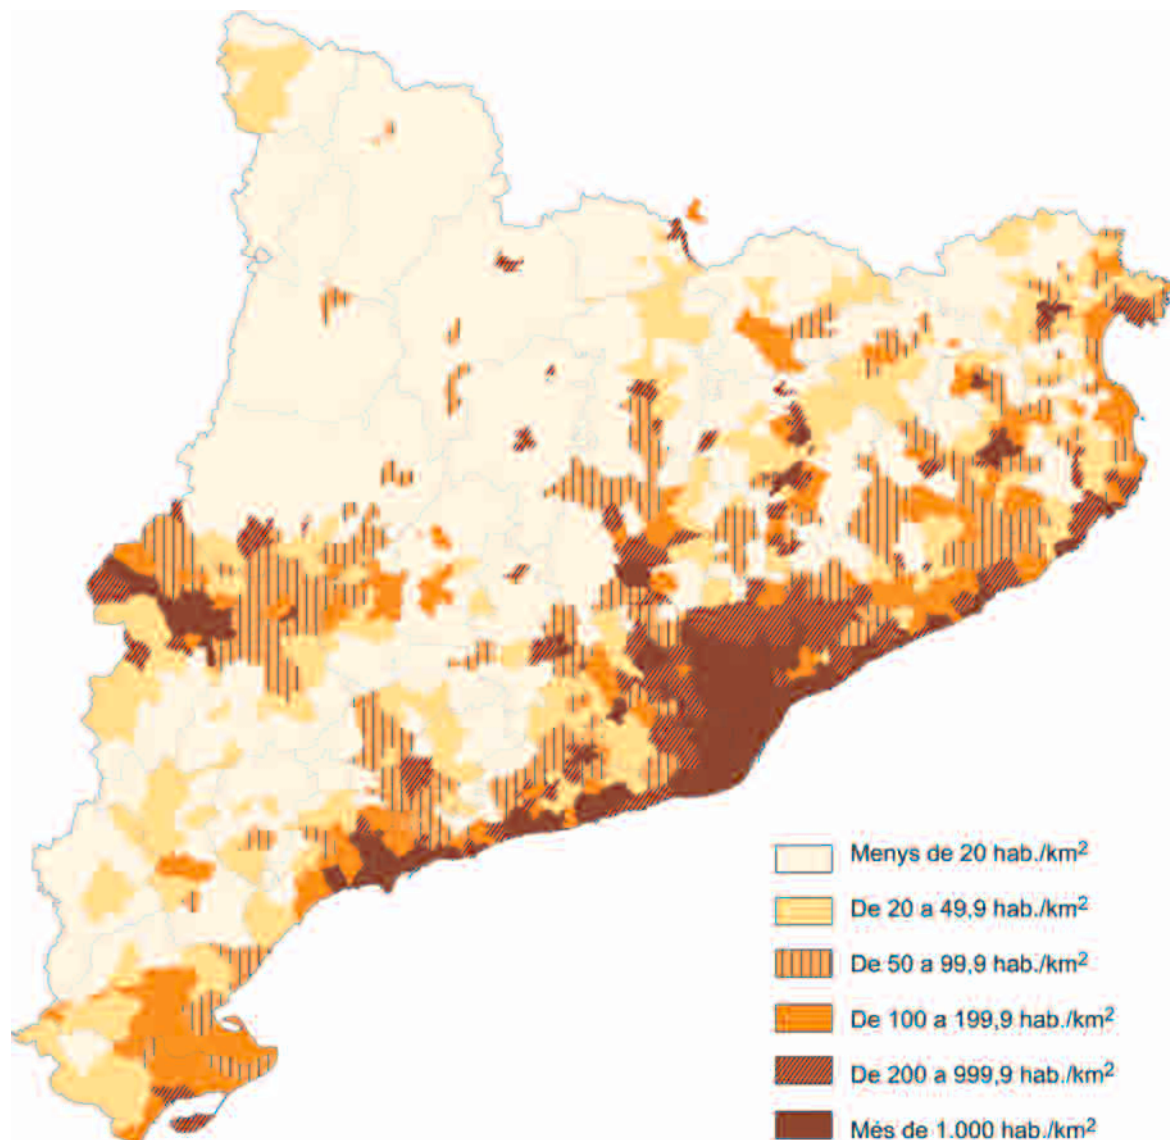 Menys de 20 hab./km²
De 20 a 49,9 hab./km²
De 50 a 99,9 hab./km²
De 100 a 199,9 hab./km²
De 200 a 999,9 hab./km²
Més de 1.000 hab./km²